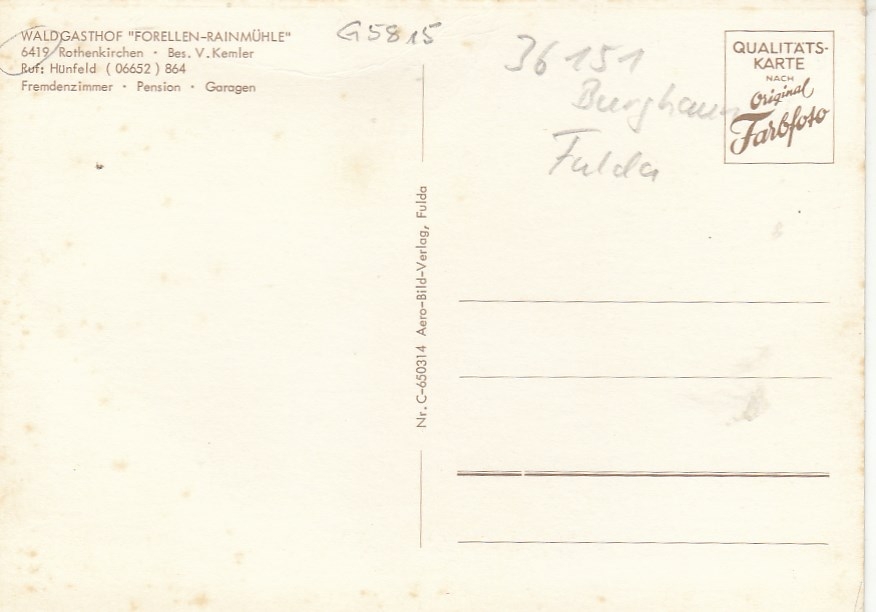 WALDGASTHOF "FORELLEN-RAINMÜHLE"
6419 Rothenkirchen · Bes. V. Kemler
Ruf: Hünfeld ( 06652 ) 864
Fremdenzimmer · Pension · Garagen
G5815
36151
Burghaun
Fulda
QUALITÄTS-
KARTE
NACH
Original
Farbfoto
Nr. C-650314 Aero-Bild-Verlag, Fulda